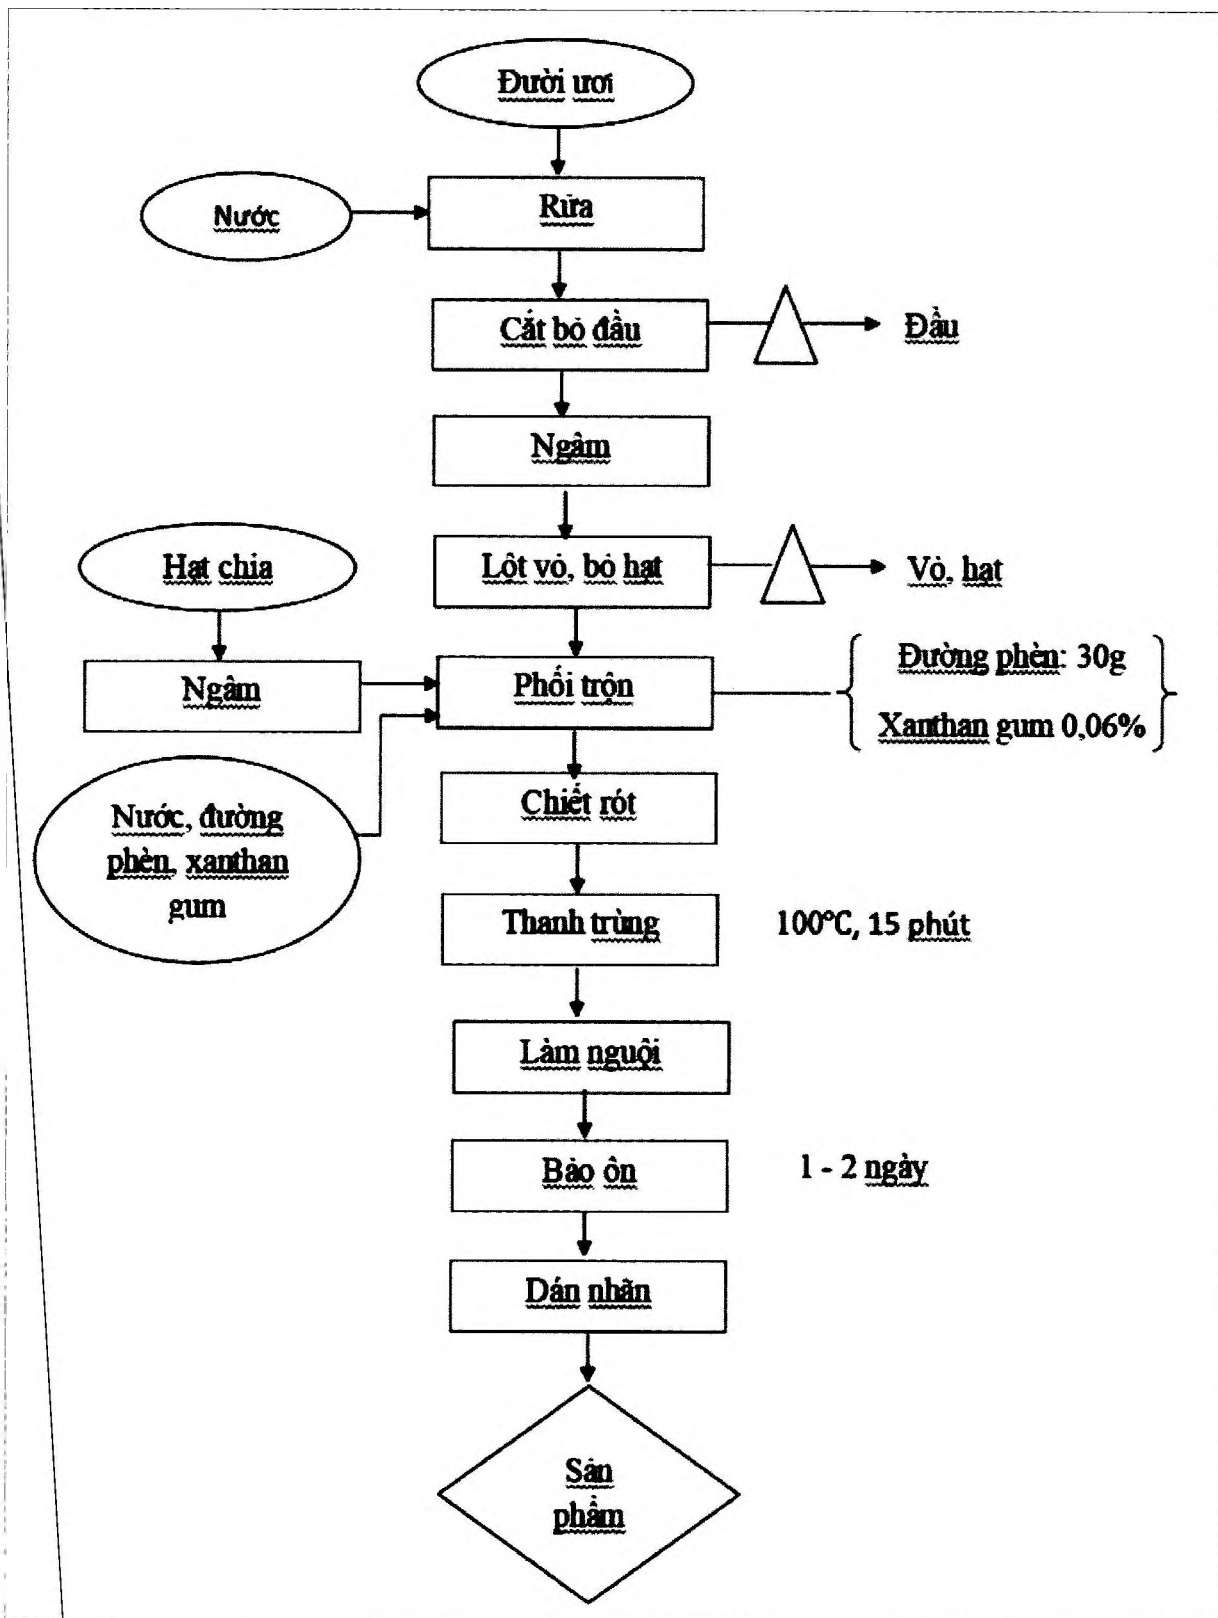 Đười ươi
Nước
Rửa
Cắt bỏ đầu
Đầu
Ngâm
Hạt chia
Lột vỏ, bỏ hạt
Vỏ, hạt
Ngâm
Phối trộn
Đường phèn: 30g
Xanthan gum 0,06%
Nước, đường
phèn, xanthan
gum
Chiết rót
Thanh trùng
100°C, 15 phút
Làm nguội
Bảo ôn
1 - 2 ngày
Dán nhãn
Sản
phẩm